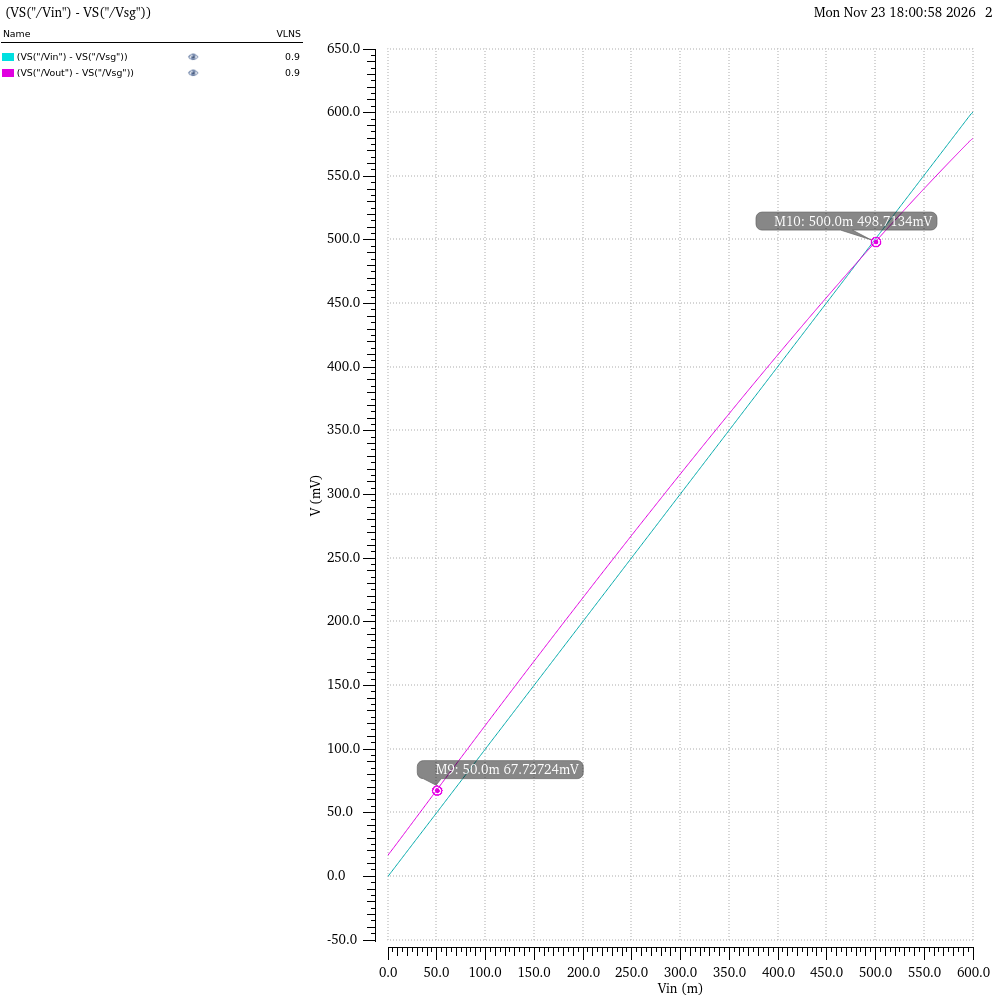 (VS("/Vin") - VS("/Vsg"))
Mon Nov 23 18:00:58 2026 2
Name VLNS
(VS("/Vin") - VS("/Vsg")) 0.9
(VS("/Vout") - VS("/Vsg")) 0.9
650.0
600.0
550.0
500.0
450.0
400.0
350.0
300.0
250.0
200.0
150.0
100.0
50.0
0.0
-50.0
V (mV)
M10: 500.0m 498.7134mV
M9: 50.0m 67.72724mV
0.0 50.0 100.0 150.0 200.0 250.0 300.0 350.0 400.0 450.0 500.0 550.0 600.0
Vin (m)